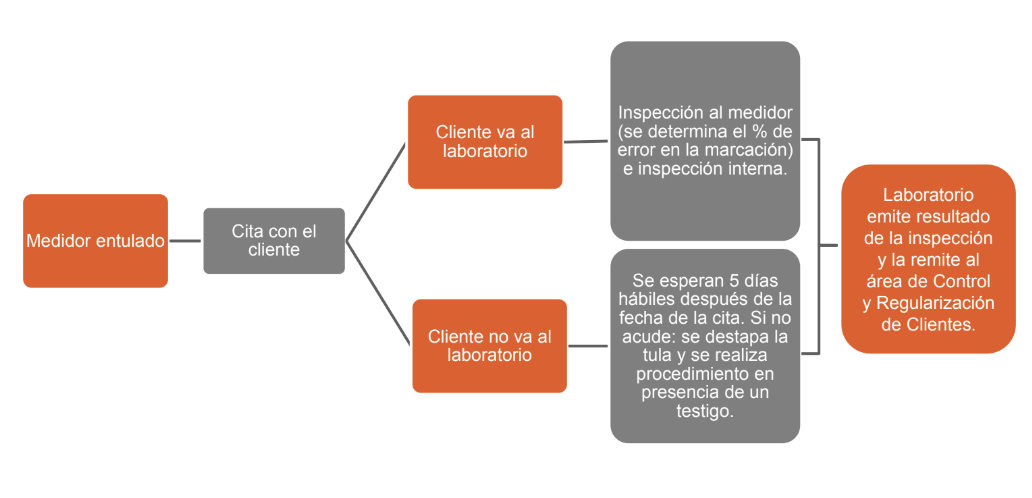 Medidor entulado
Cita con el
cliente
Cliente va al
laboratorio
Inspección al medidor
(se determina el % de
error en la marcación)
e inspección interna.
Cliente no va al
laboratorio
Se esperan 5 días
hábiles después de la
fecha de la cita. Si no
acude: se destapa la
tula y se realiza
procedimiento en
presencia de un
testigo.
Laboratorio
emite resultado
de la inspección
y la remite al
área de Control
y Regularización
de Clientes.